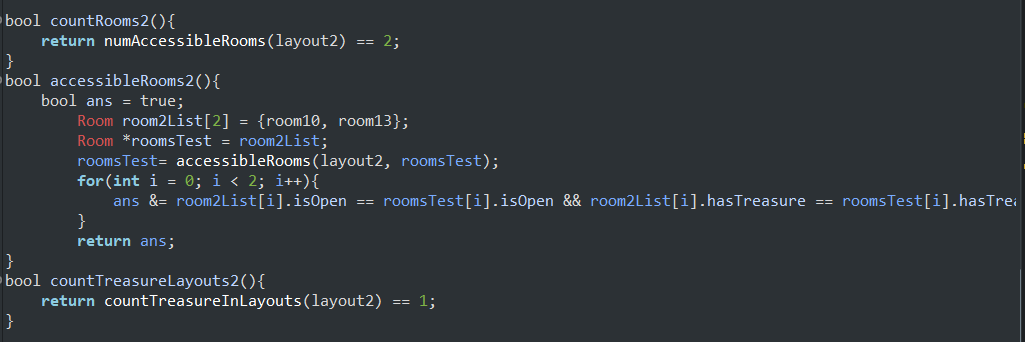 bool countRooms2(){
    return numAccessibleRooms(layout2) == 2;
}
bool accessibleRooms2(){
    bool ans = true;
        Room room2List[2] = {room10, room13};
        Room *roomsTest = room2List;
        roomsTest= accessibleRooms(layout2, roomsTest);
        for(int i = 0; i < 2; i++){
            ans &= room2List[i].isOpen == roomsTest[i].isOpen && room2List[i].hasTreasure == roomsTest[i].hasTrea
        }
        return ans;
}
bool countTreasureLayouts2(){
    return countTreasureInLayouts(layout2) == 1;
}